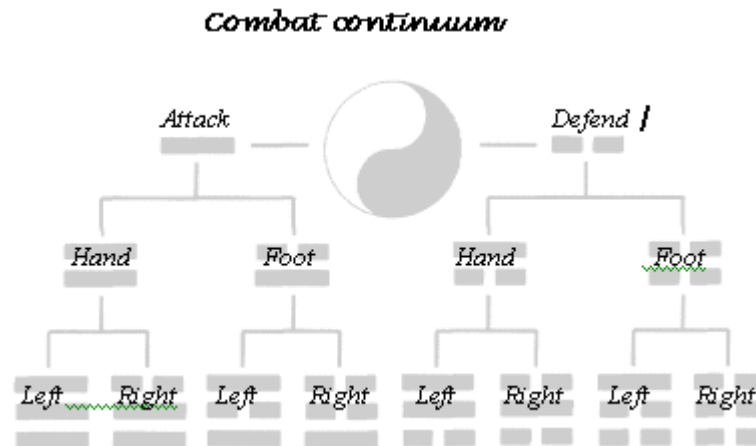 Combat continuum
Attack Defend /
Hand Foot Hand Foot
Left Right Left Right Left Right Left Right